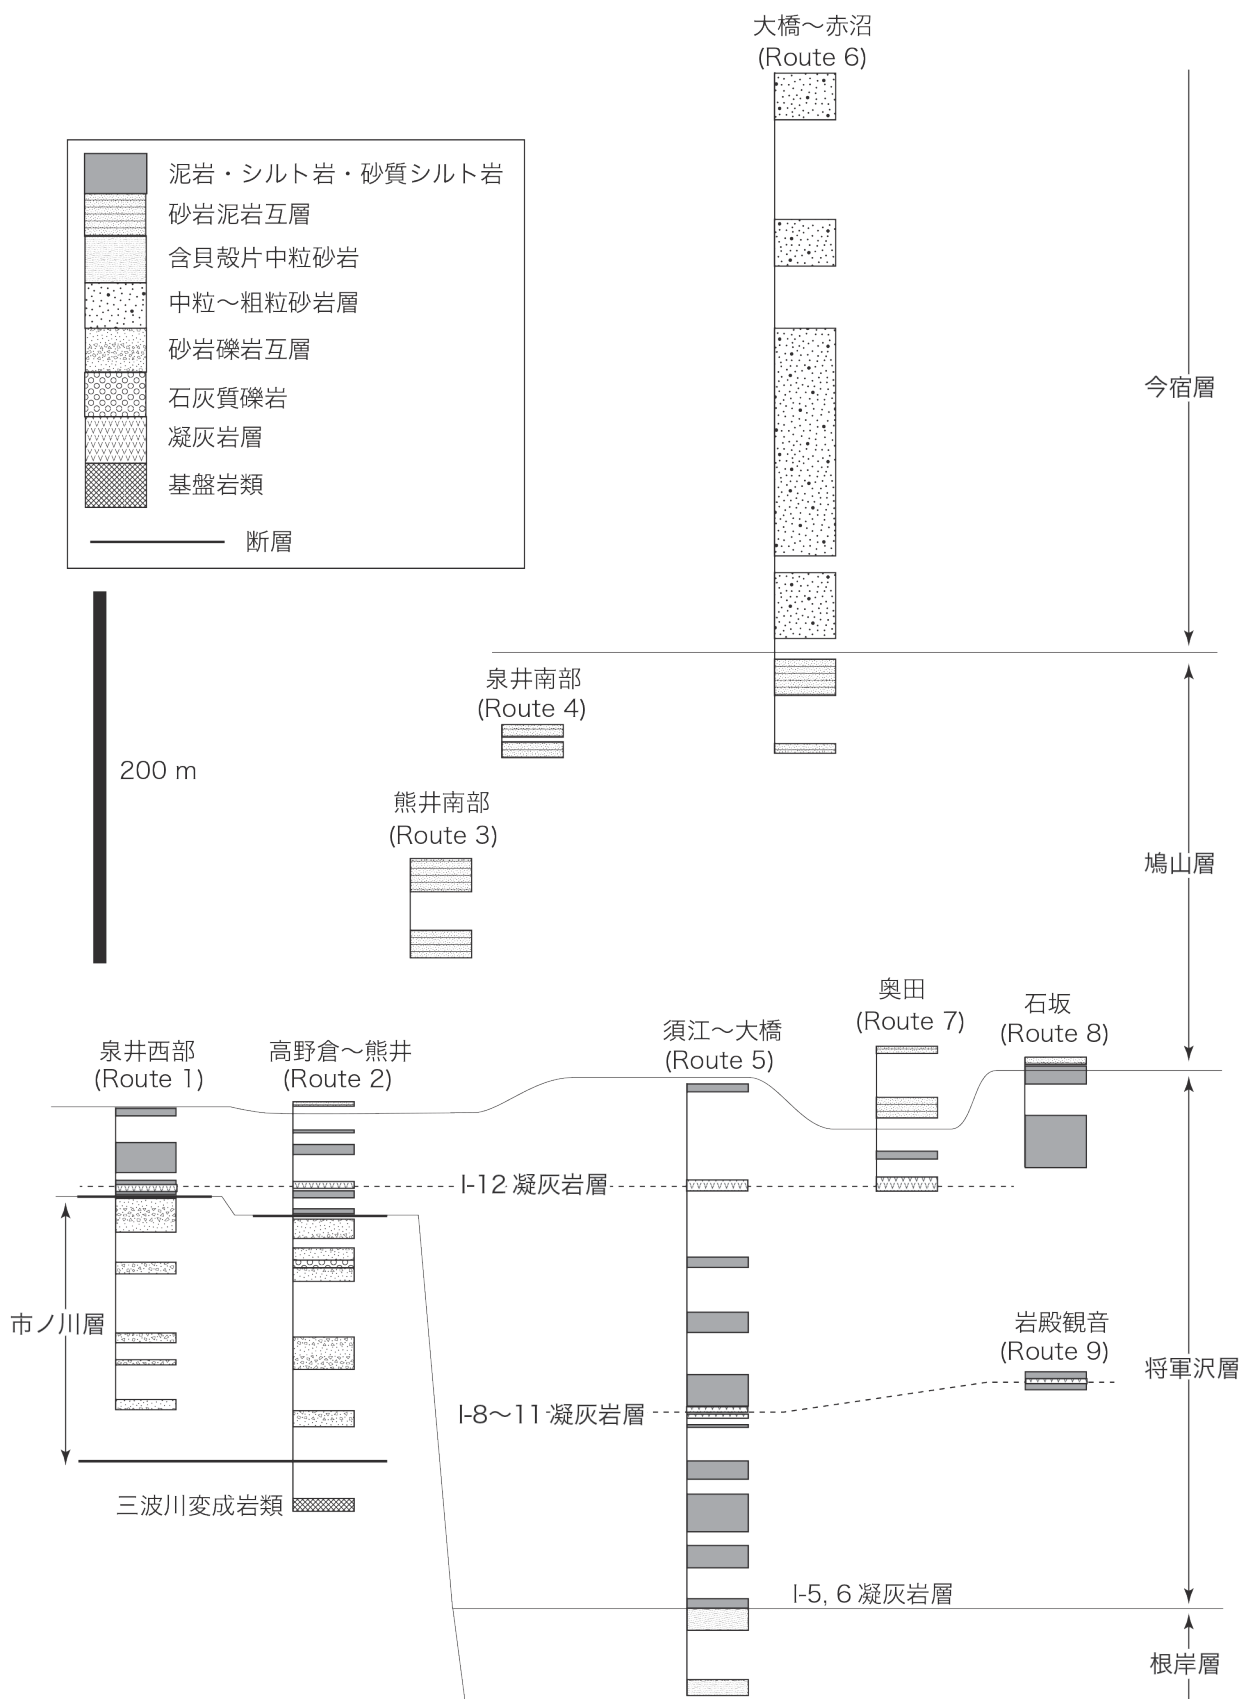 大橋～赤沼
(Route 6)
泥岩・シルト岩・砂質シルト岩
砂岩泥岩互層
含貝殻片中粒砂岩
中粒～粗粒砂岩層
砂岩礫岩互層
石灰質礫岩
凝灰岩層
基盤岩類
断層
今宿層
泉井南部
(Route 4)
200 m
熊井南部
(Route 3)
鳩山層
奥田
(Route 7)
石坂
(Route 8)
須江～大橋
(Route 5)
泉井西部
(Route 1)
高野倉～熊井
(Route 2)
I-12 凝灰岩層
市ノ川層
岩殿観音
(Route 9)
将軍沢層
I-8～11 凝灰岩層
三波川変成岩類
I-5, 6 凝灰岩層
根岸層